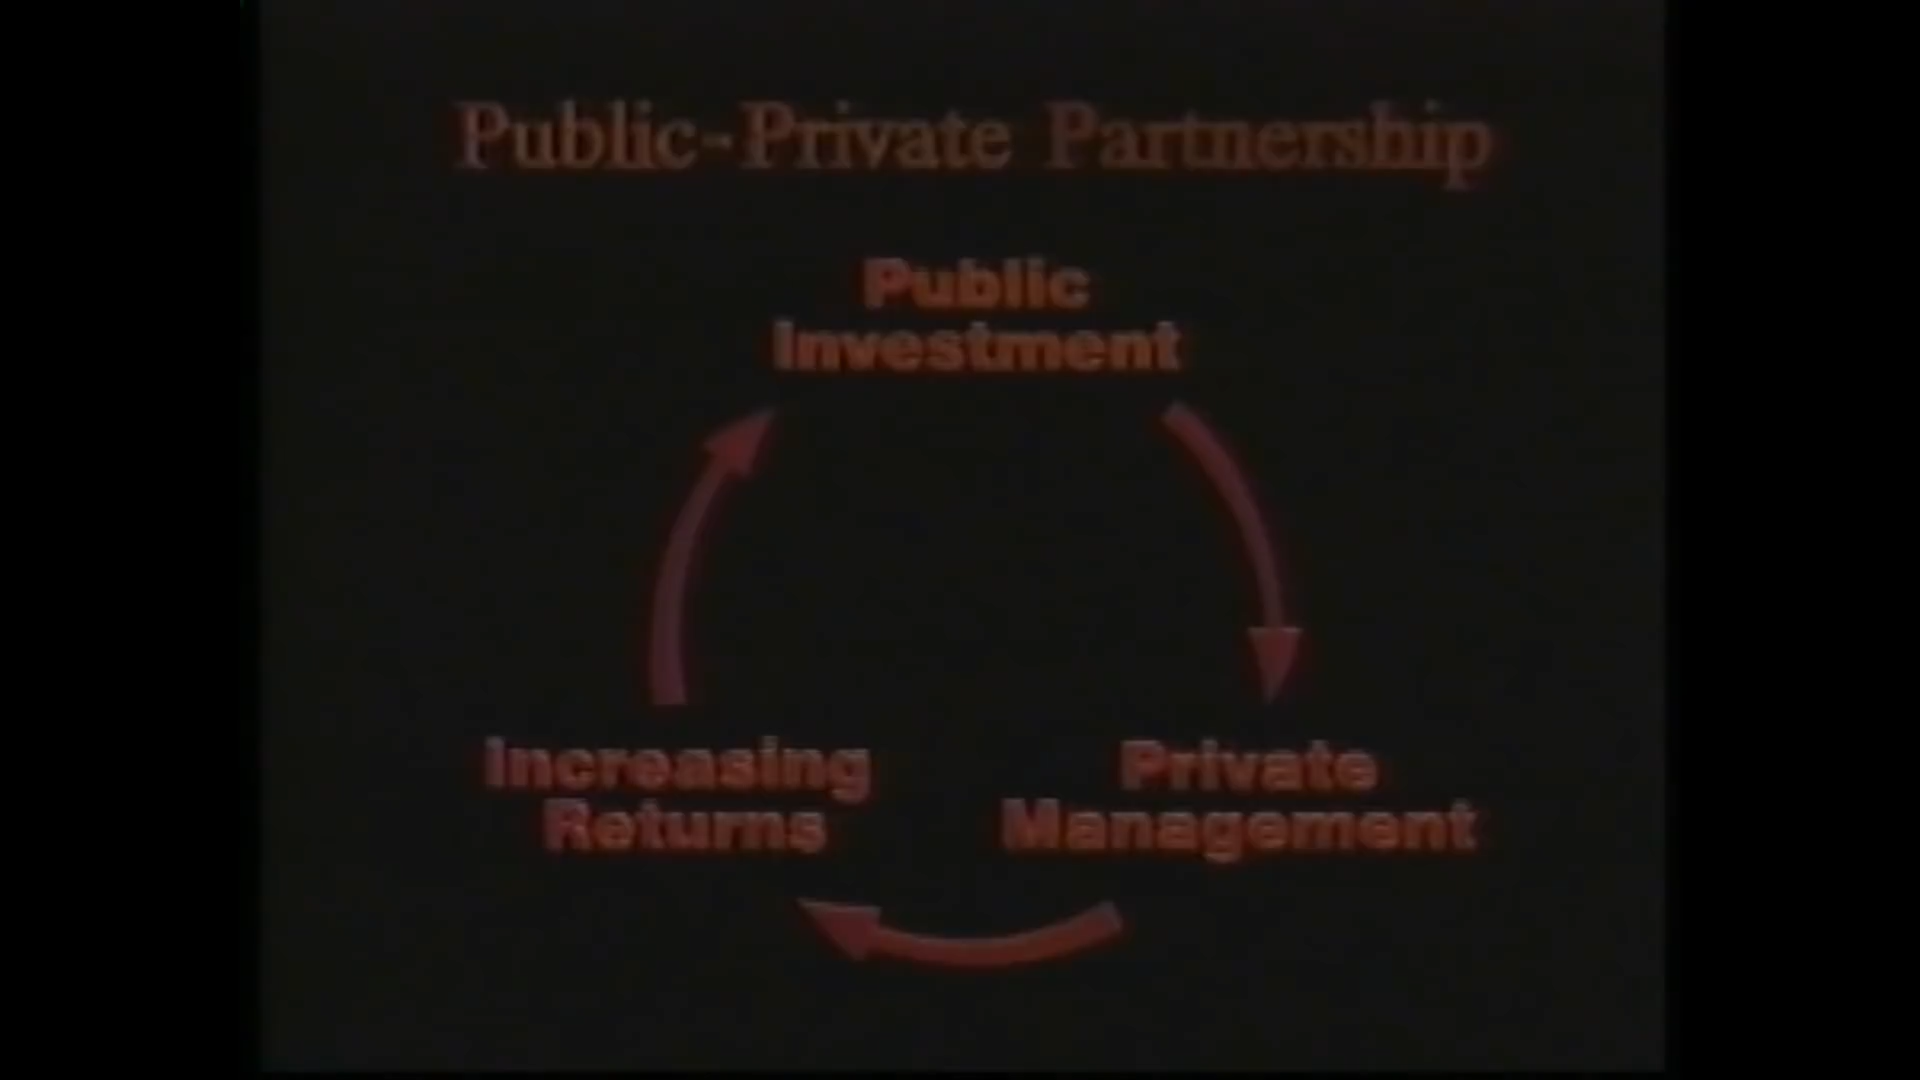 Public-Private Partnership
Public
Investment
Increasing
Returns
Private
Management